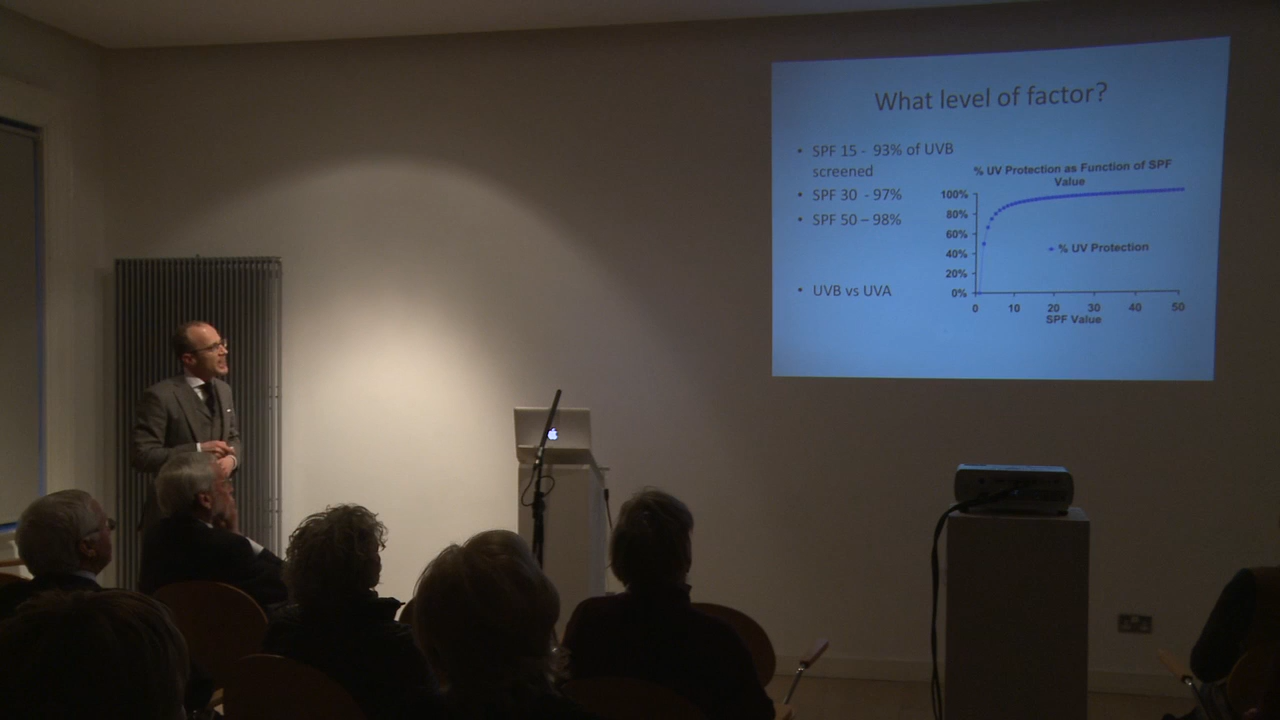 What level of factor?
• SPF 15 - 93% of UVB
screened
• SPF 30 - 97%
• SPF 50 – 98%
• UVB vs UVA
% UV Protection as Function of SPF
Value
100%
80%
60%
40%
20%
0%
% UV Protection
0 10 20 30 40 50
SPF Value